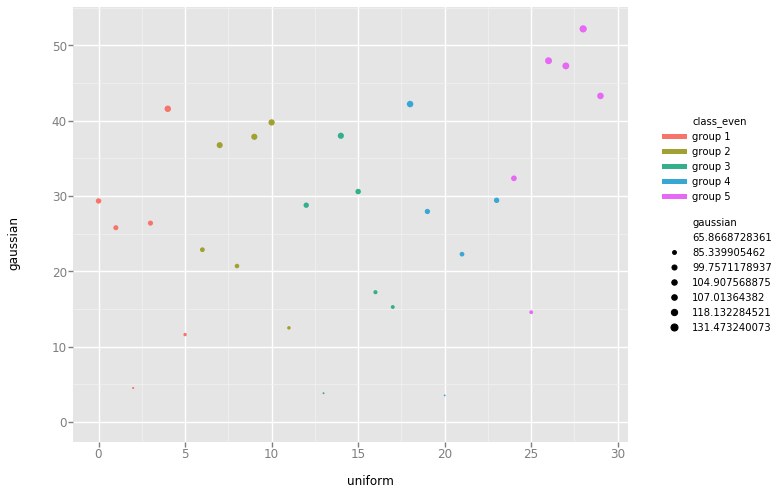 50
40
30
20
10
0
gaussian
0 5 10 15 20 25 30
uniform
class_even
group 1
group 2
group 3
group 4
group 5
gaussian
65.8668728361
85.339905462
99.7571178937
104.907568875
107.01364382
118.132284521
131.473240073